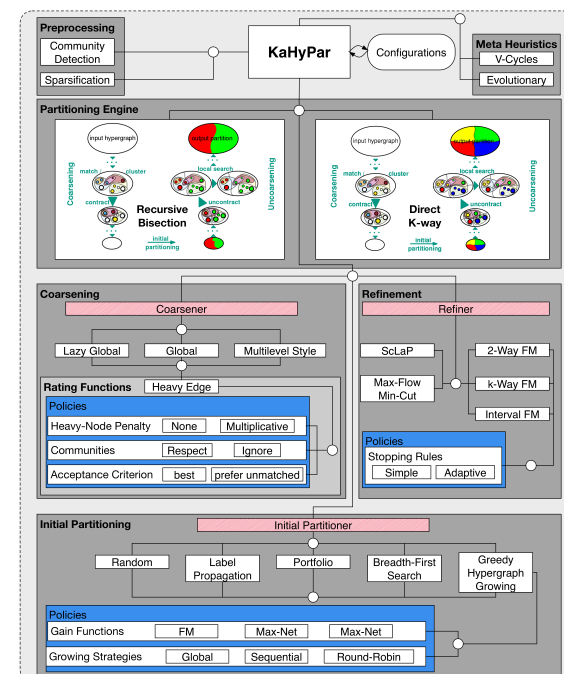 Preprocessing
Community
Detection
Sparsification
KaHyPar
Configurations
Meta Heuristics
V-Cycles
Evolutionary
Partitioning Engine
input hypergraph
output partition
Coarsening
match
cluster
local search
Uncoarsening
contract
uncontract
Recursive
Bisection
initial
partitioning
input hypergraph
output partition
Coarsening
match
cluster
local search
Uncoarsening
contract
uncontract
Direct
K-way
initial
partitioning
Coarsening
Coarsener
Lazy Global
Global
Multilevel Style
Rating Functions
Heavy Edge
Policies
Heavy-Node Penalty
None
Multiplicative
Communities
Respect
Ignore
Acceptance Criterion
best
prefer unmatched
Refinement
Refiner
ScLaP
2-Way FM
Max-Flow
Min-Cut
k-Way FM
Interval FM
Policies
Stopping Rules
Simple
Adaptive
Initial Partitioning
Initial Partitioner
Random
Label
Propagation
Portfolio
Breadth-First
Search
Greedy
Hypergraph
Growing
Policies
Gain Functions
FM
Max-Net
Max-Net
Growing Strategies
Global
Sequential
Round-Robin